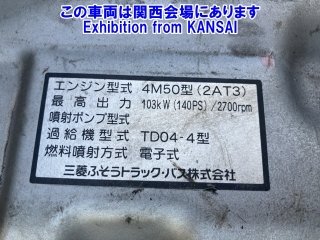 この車両は関西会場にあります
Exhibition from KANSAI
エンジン型式 4M50型(2AT3)
最高出力 103kW(140PS)/2700rpm
噴射ポンプ型式
過給機型式 TD04-4型
燃料噴射方式 電子式
三菱ふそうトラック・バス株式会社